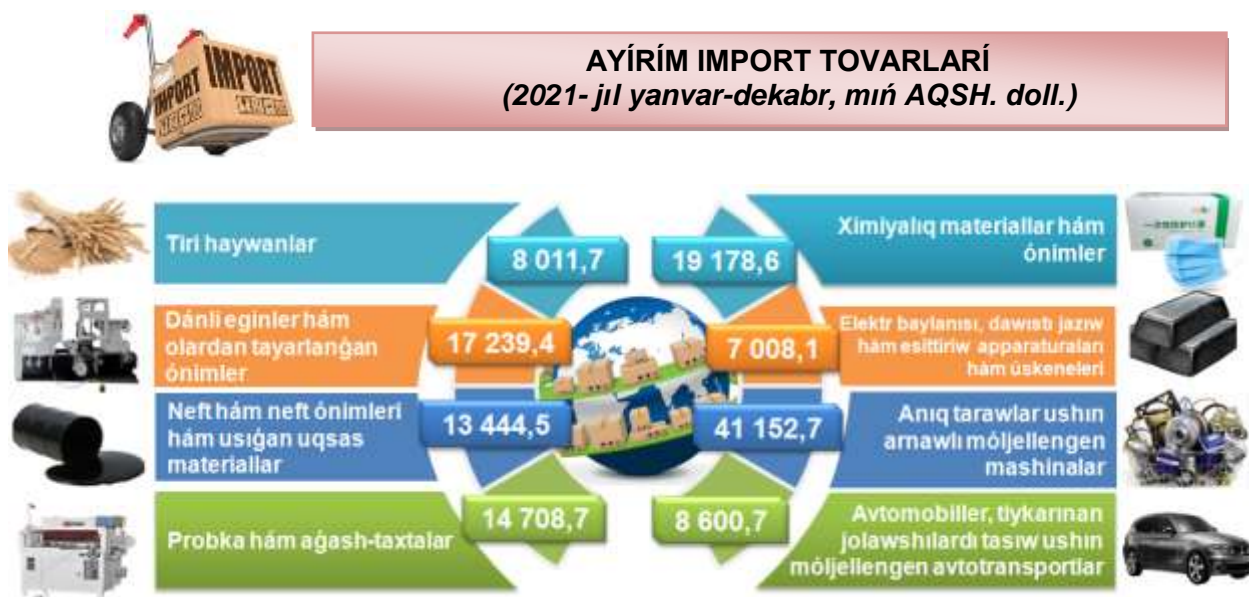 IMPORT
IMPORT
AYÍRÍM IMPORT TOVARLARÍ
(2021- jıl yanvar-dekabr, mıń AQSH. doll.)
Tiri haywanlar
8 011,7
19 178,6
Ximiyalıq materiallar hám
ónimler
Dánli eginler hám
olardan tayarlanǵan
ónimler
17 239,4
7 008,1
Elektr baylanısı, dawıstı jazıw
hám esittiriw apparaturaları
hám úskeneleri
Neft hám neft ónimleri
hám usıǵan uqsas
materiallar
13 444,5
41 152,7
Anıq tarawlar ushın
arnawlı móljellengen
mashinalar
Probka hám aǵash-taxtalar
14 708,7
8 600,7
Avtomobiller, tiykarınan
jolawshılardı tasıw ushın
móljellengen avtotransportlar